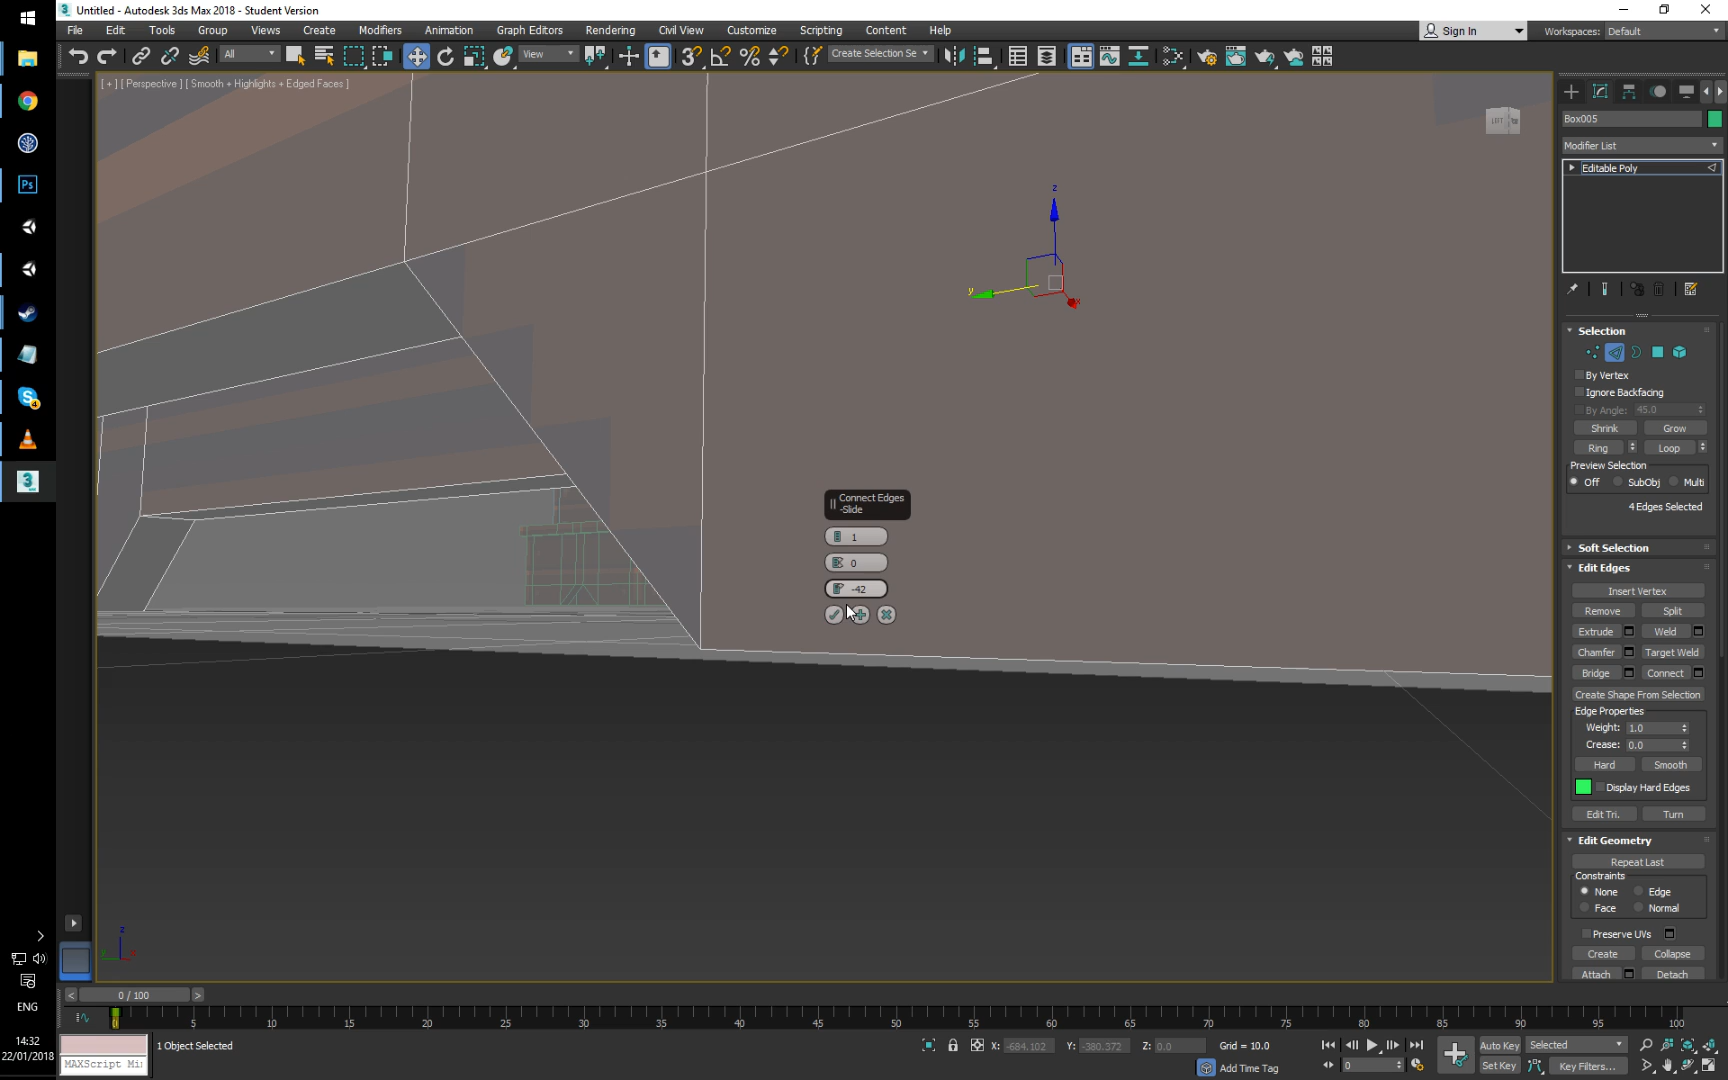 Untitled - Autodesk 3ds Max 2018 - Student Version
File Edit Tools Group Views Create Modifiers Animation Graph Editors Rendering Civil View Customize Scripting Content Help
Sign In
Workspaces: Default
All
View
Create Selection Se
[ + ] [ Perspective ] [ Smooth + Highlights + Edged Faces ]
LEFT
z
y
x
Connect Edges
-Slide
1
0
-42
Box005
Modifier List
Editable Poly
Selection
By Vertex
Ignore Backfacing
By Angle: 45.0
Shrink Grow
Ring Loop
Preview Selection
Off SubObj Multi
4 Edges Selected
Soft Selection
Edit Edges
Insert Vertex
Remove Split
Extrude Weld
Chamfer Target Weld
Bridge Connect
Create Shape From Selection
Edge Properties
Weight: 1.0
Crease: 0.0
Hard Smooth
Display Hard Edges
Edit Tri. Turn
Edit Geometry
Repeat Last
Constraints
None Edge
Face Normal
Preserve UVs
Create Collapse
Attach Detach
z
0 / 100
0 5 10 15 20 25 30 35 40 45 50 55 60 65 70 75 80 85 90 95 100
1 Object Selected
MAXScript Mi
X: -684.102 Y: -380.372 Z: 0.0 Grid = 10.0
Add Time Tag
0
Auto Key Selected
Set Key Key Filters...
Ps
S
4
3
ENG
14:32
22/01/2018